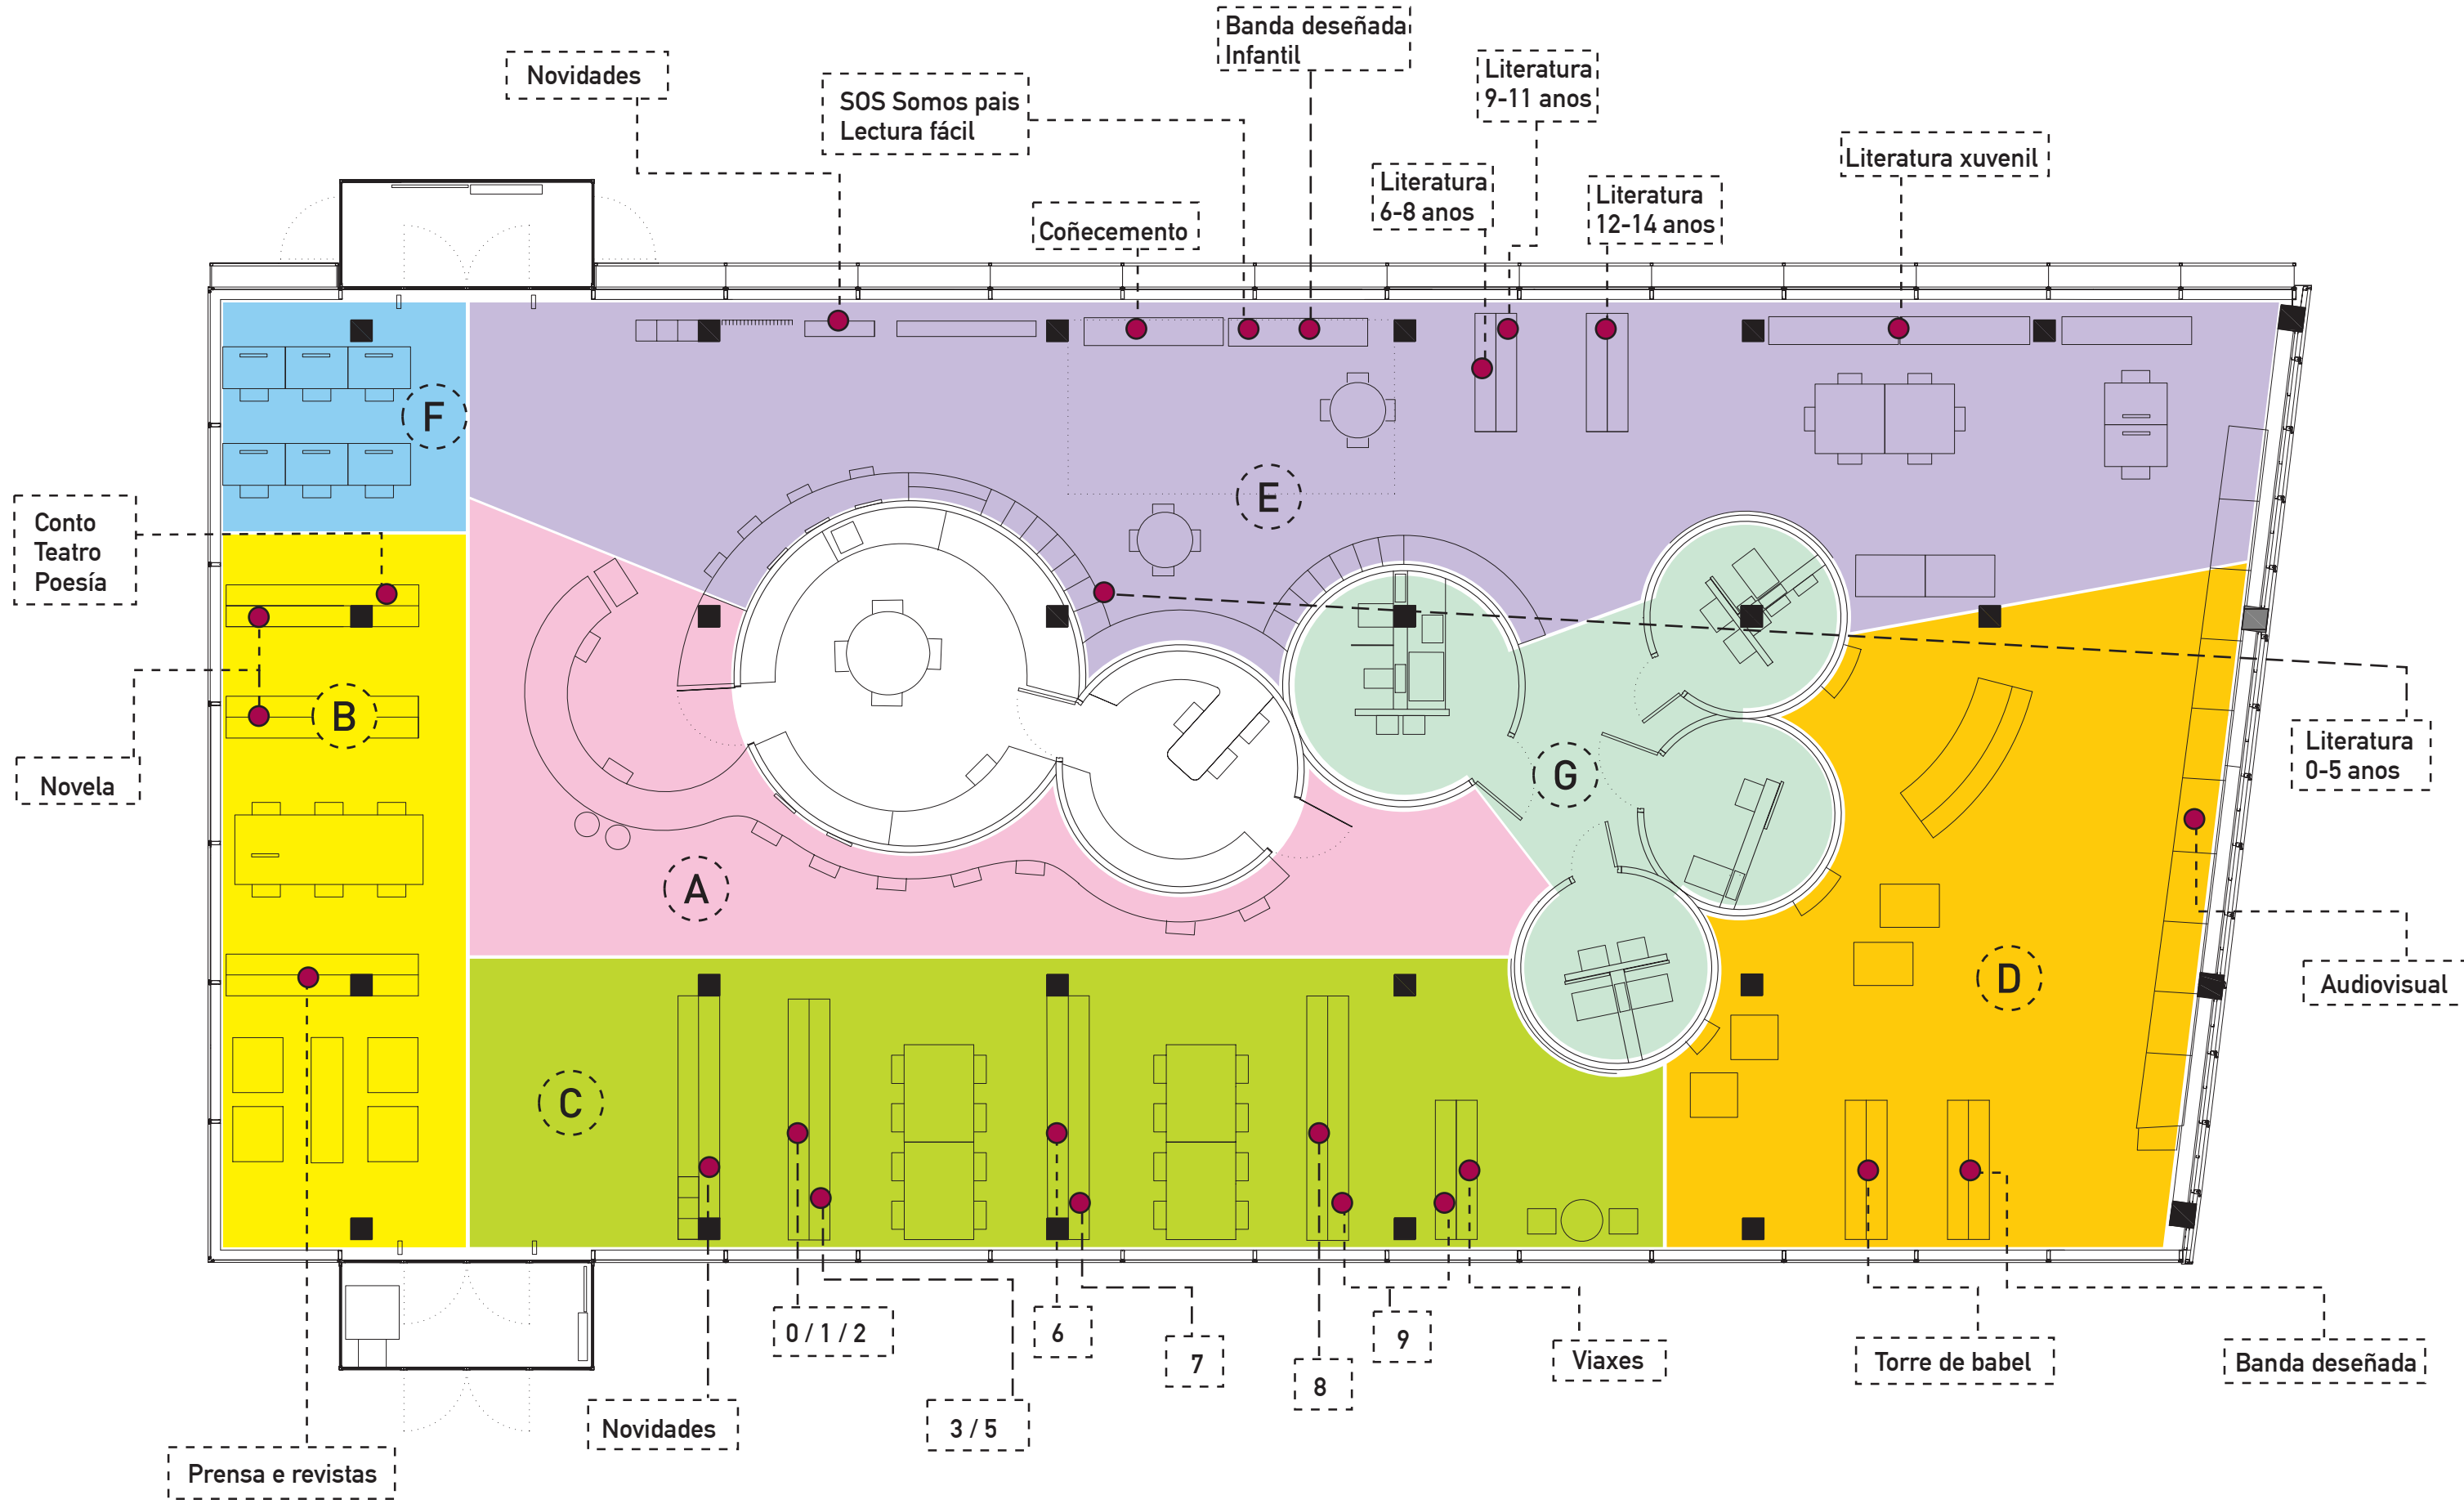 Banda deseñada
Infantil
Novidades
SOS Somos pais
Lectura fácil
Literatura
9-11 anos
Literatura xuvenil
Literatura
6-8 anos
Literatura
12-14 anos
Coñecemento
F
E
Conto
Teatro
Poesía
B
Novela
G
Literatura
0-5 anos
A
D
Audiovisual
C
0 / 1 / 2
6
7
9
8
Viaxes
Torre de babel
Banda deseñada
Novidades
3 / 5
Prensa e revistas